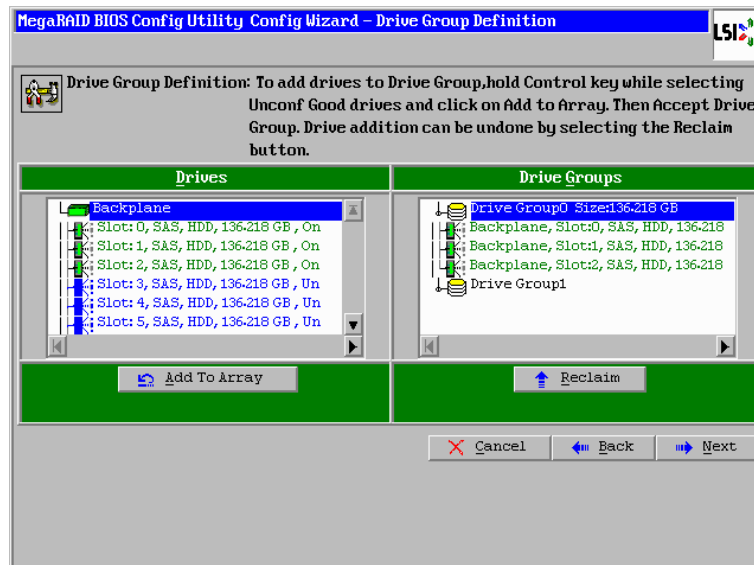 MegaRAID BIOS Config Utility Config Wizard – Drive Group Definition
LSI
Drive Group Definition: To add drives to Drive Group,hold Control key while selecting
Unconf Good drives and click on Add to Array. Then Accept Drive
Group. Drive addition can be undone by selecting the Reclaim
button.
Drives
Backplane
Slot: 0, SAS, HDD, 136.218 GB , On
Slot: 1, SAS, HDD, 136.218 GB , On
Slot: 2, SAS, HDD, 136.218 GB , On
Slot: 3, SAS, HDD, 136.218 GB , Un
Slot: 4, SAS, HDD, 136.218 GB , Un
Slot: 5, SAS, HDD, 136.218 GB , Un
Add To Array
Drive Groups
Drive Group0 Size:136.218 GB
Backplane, Slot:0, SAS, HDD, 136.218
Backplane, Slot:1, SAS, HDD, 136.218
Backplane, Slot:2, SAS, HDD, 136.218
Drive Group1
Reclaim
Cancel
Back
Next